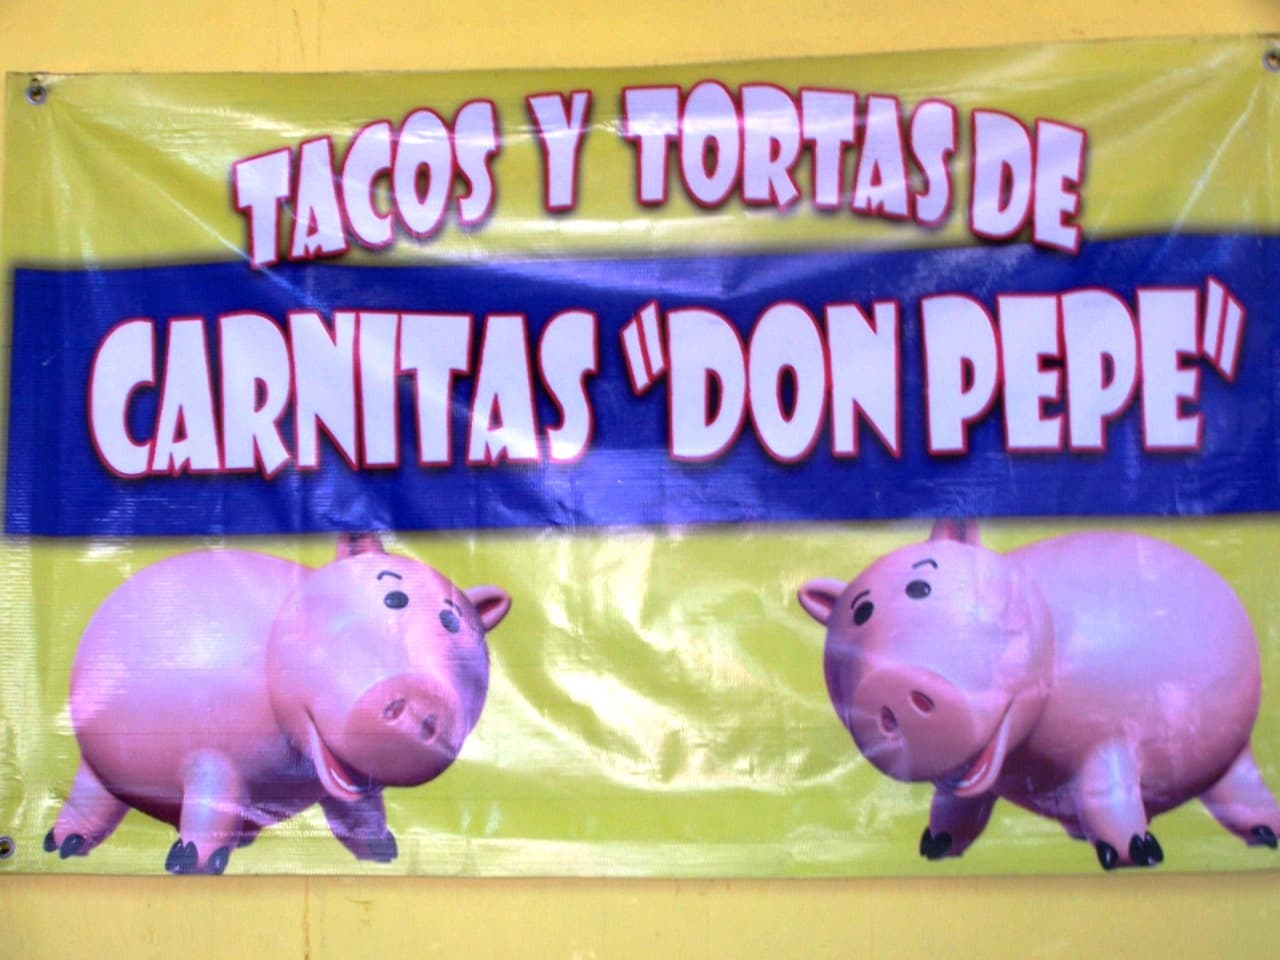 TACOS Y TORTAS DE
CARNITAS "DON PEPE"